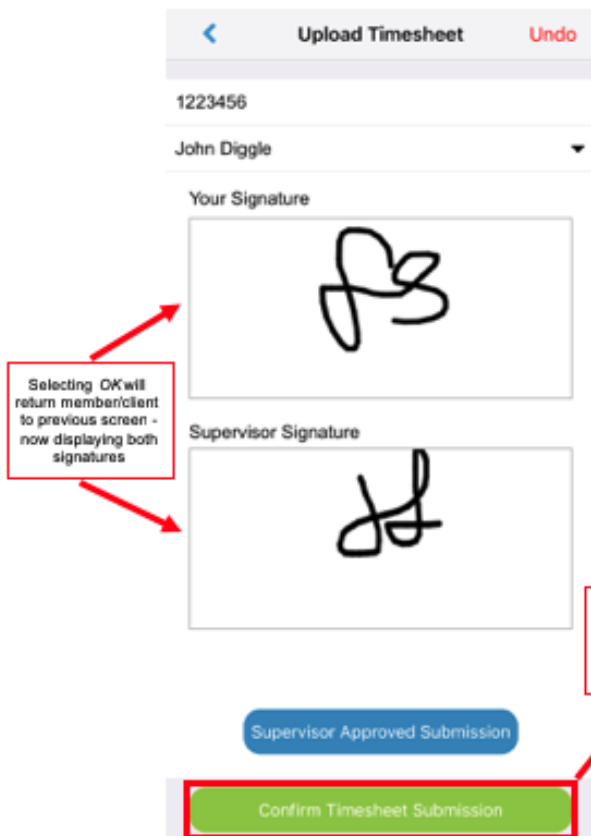 Upload Timesheet
Undo
1223456
John Diggle
Your Signature
Selecting OK will
return member/client
to previous screen -
now displaying both
signatures
Supervisor Signature
Supervisor Approved Submission
Confirm Timesheet Submission